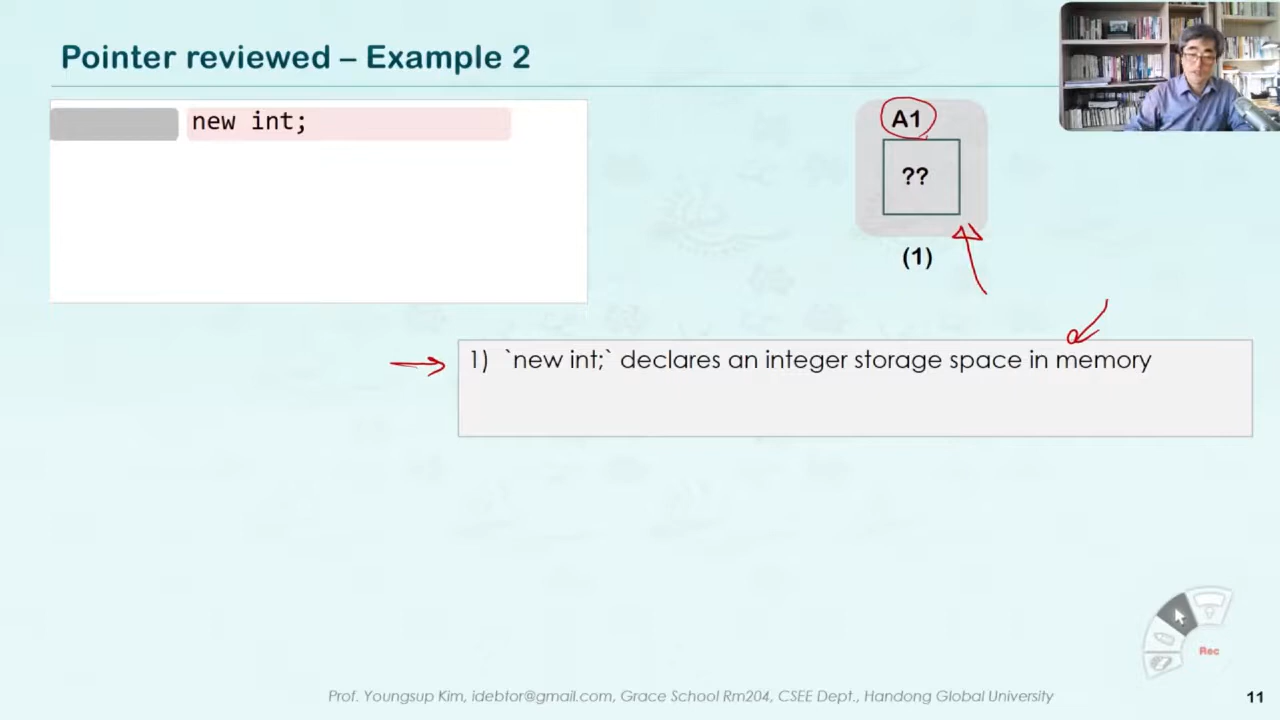 Pointer reviewed – Example 2
new int;
A1
??
(1)
1) `new int;` declares an integer storage space in memory
Rec
Prof. Youngsup Kim, idebtor@gmail.com, Grace School Rm204, CSEE Dept., Handong Global University
11